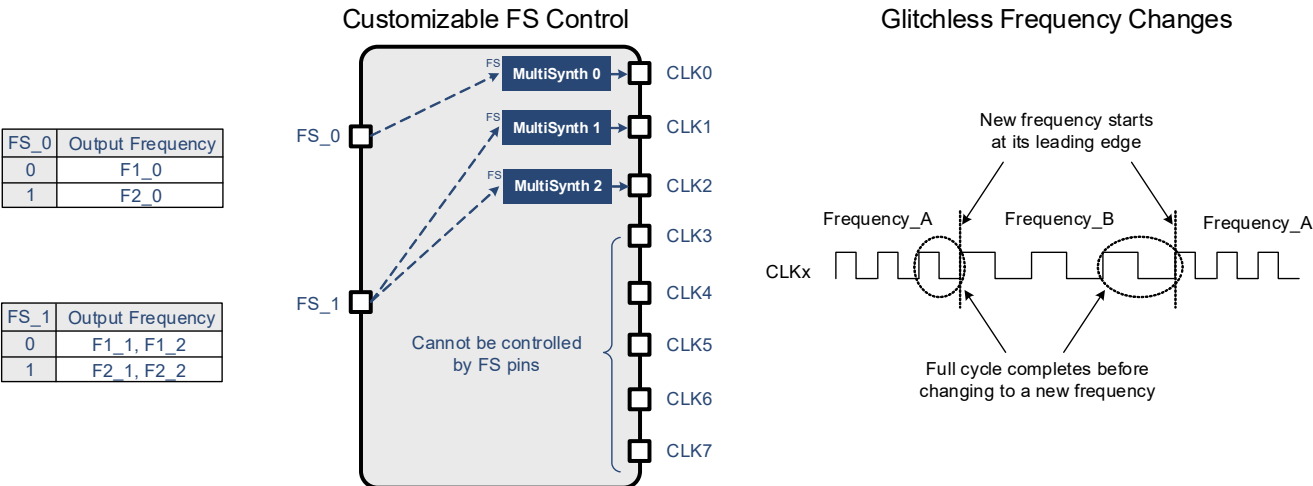 Customizable FS Control
Glitchless Frequency Changes
FS_0 Output Frequency
0 F1_0
1 F2_0
FS_1 Output Frequency
0 F1_1, F1_2
1 F2_1, F2_2
FS_0
FS_1
FS
MultiSynth 0
FS
MultiSynth 1
FS
MultiSynth 2
Cannot be controlled
by FS pins
CLK0
CLK1
CLK2
CLK3
CLK4
CLK5
CLK6
CLK7
New frequency starts
at its leading edge
Frequency_A
Frequency_B
Frequency_A
CLKx
Full cycle completes before
changing to a new frequency